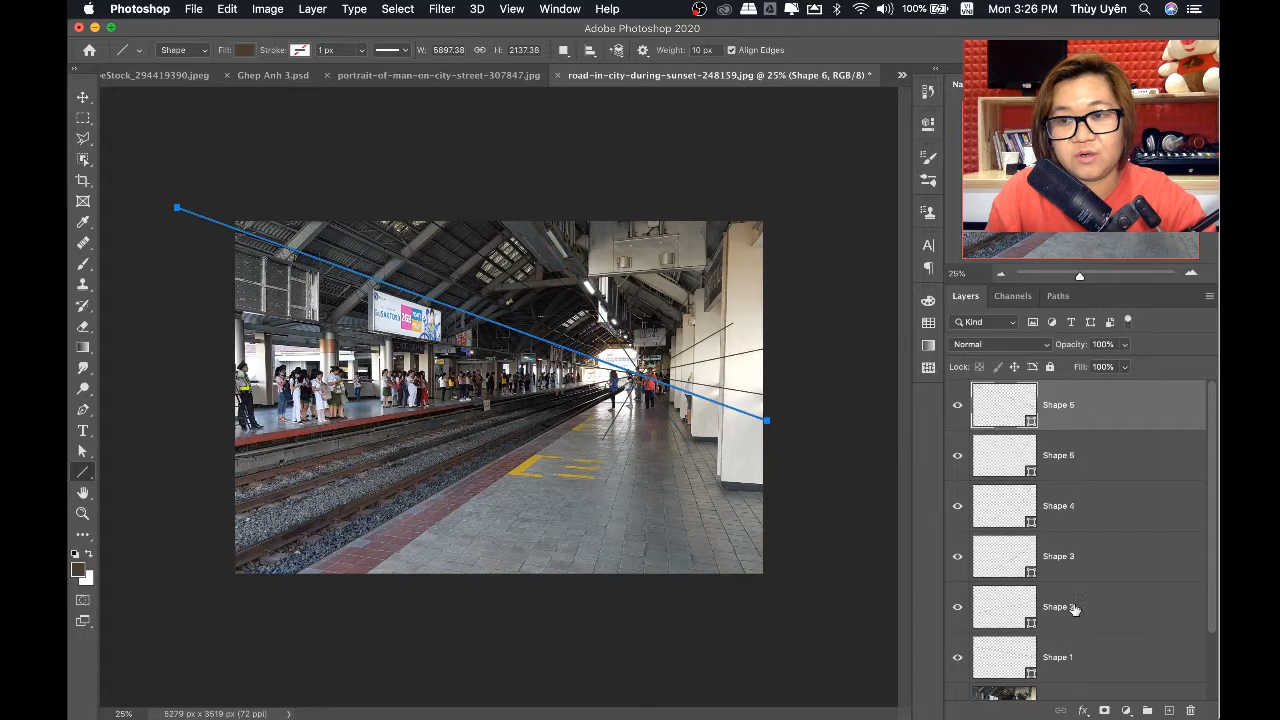 Photoshop File Edit Image Layer Type Select Filter 3D View Window Help 100% VI VNI Mon 3:26 PM Thùy Uyên
Adobe Photoshop 2020
Shape Fill: Stroke: 1 px W: 5897.38 H: 2137.38 Weight: 10 px Align Edges
eStock_294419390.jpeg × Ghep Anh 3.psd × portrait-of-man-on-city-street-307847.jpg × road-in-city-during-sunset-248159.jpg @ 25% (Shape 6, RGB/8) *
Na
25%
Layers Channels Paths
Kind
Normal Opacity: 100%
Lock: Fill: 100%
Shape 6
Shape 5
Shape 4
Shape 3
Shape
Shape 1
25% 5279 px x 3519 px (72 ppi)